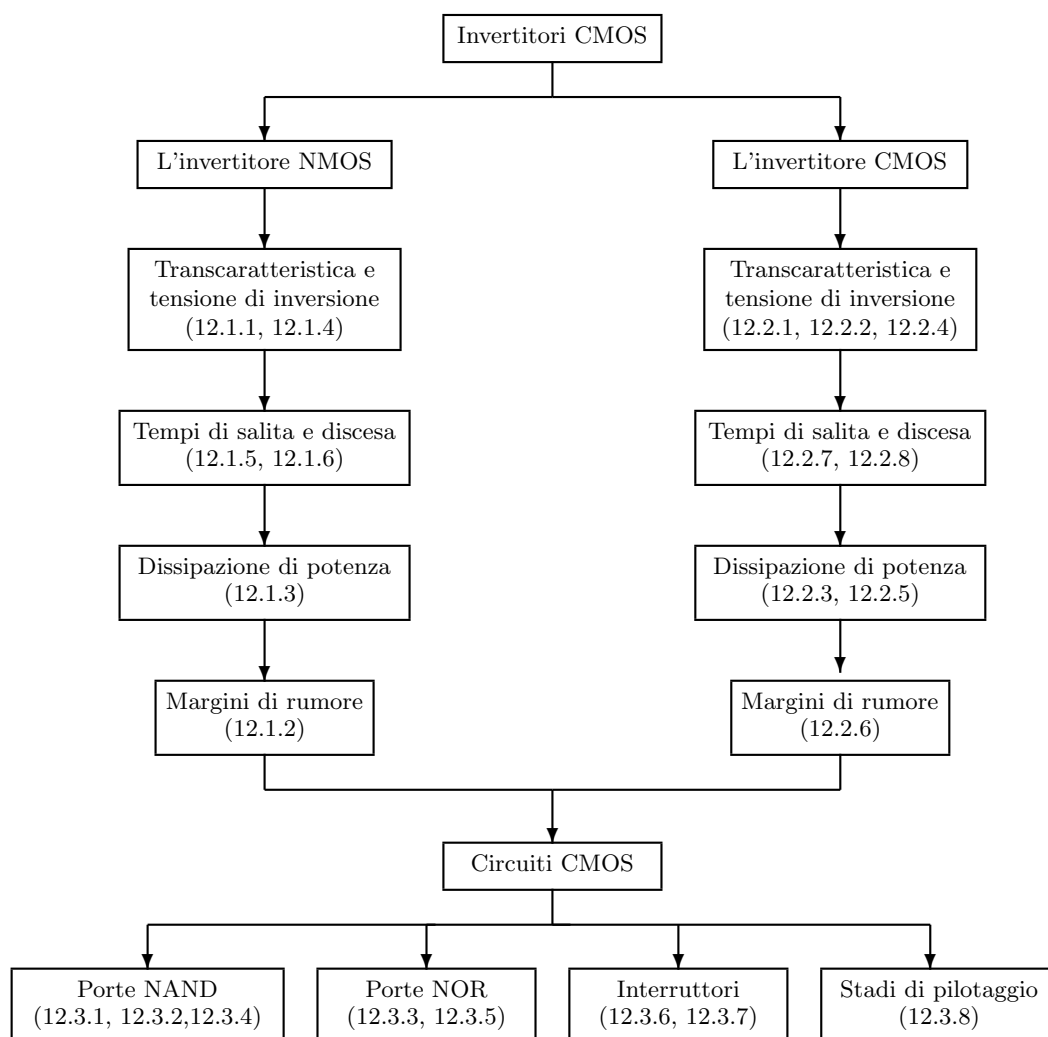 Invertitori CMOS
L'invertitore NMOS
L'invertitore CMOS
Transcaratteristica e
tensione di inversione
(12.1.1, 12.1.4)
Transcaratteristica e
tensione di inversione
(12.2.1, 12.2.2, 12.2.4)
Tempi di salita e discesa
(12.1.5, 12.1.6)
Tempi di salita e discesa
(12.2.7, 12.2.8)
Dissipazione di potenza
(12.1.3)
Dissipazione di potenza
(12.2.3, 12.2.5)
Margini di rumore
(12.1.2)
Margini di rumore
(12.2.6)
Circuiti CMOS
Porte NAND
(12.3.1, 12.3.2,12.3.4)
Porte NOR
(12.3.3, 12.3.5)
Interruttori
(12.3.6, 12.3.7)
Stadi di pilotaggio
(12.3.8)